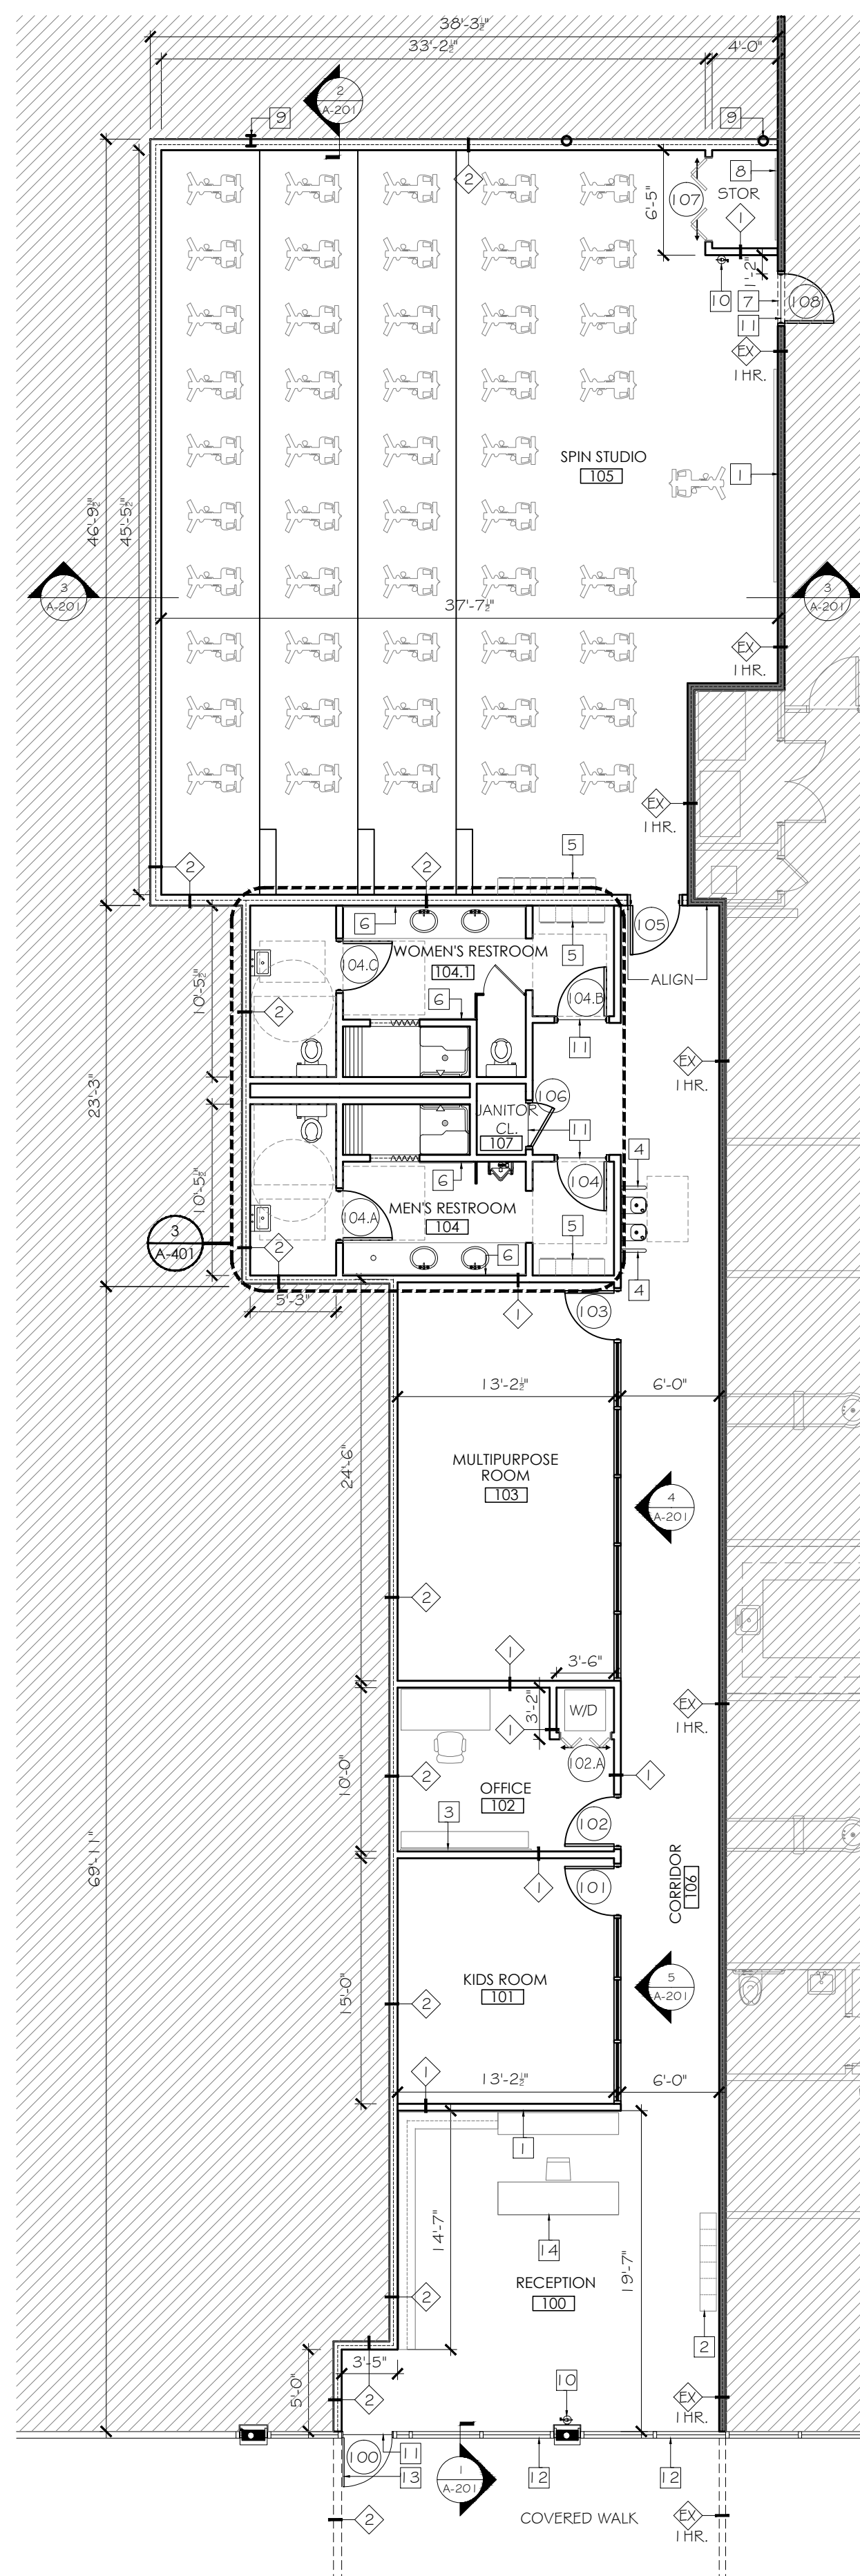 38'-3½"
33'-2½"
4'-0"
2
A-201
9
9
2
107
8
STOR
1
6'-5"
1'-2"
10
7
108
11
EX
1 HR.
SPIN STUDIO
105
1
46'-9½"
45'-5½"
3
A-201
3
A-201
37'-7½"
EX
1 HR.
EX
1 HR.
2
2
5
6
105
WOMEN'S RESTROOM
104.1
104.C
5
ALIGN
6
104.B
10'-5½"
2
11
EX
1 HR.
23'-3"
106
JANITOR
CL.
107
11
4
6
104
10'-5½"
104.A
MEN'S RESTROOM
104
3
A-401
2
5
6
4
5'-3"
1
103
13'-2½"
6'-0"
24'-6"
MULTIPURPOSE
ROOM
103
4
A-201
2
1
3'-6"
3'-2"
W/D
EX
1 HR.
1
102.A
10'-0"
2
1
OFFICE
102
3
102
69'-11"
1
101
CORRIDOR
106
KIDS ROOM
101
5
A-201
15'-0"
2
1
13'-2½"
6'-0"
1
14'-7"
14
19'-7"
RECEPTION
100
2
2
3'-5"
5'-0"
2
10
EX
1 HR.
100
11
13
1
A-201
12
12
2
COVERED WALK
EX
1 HR.